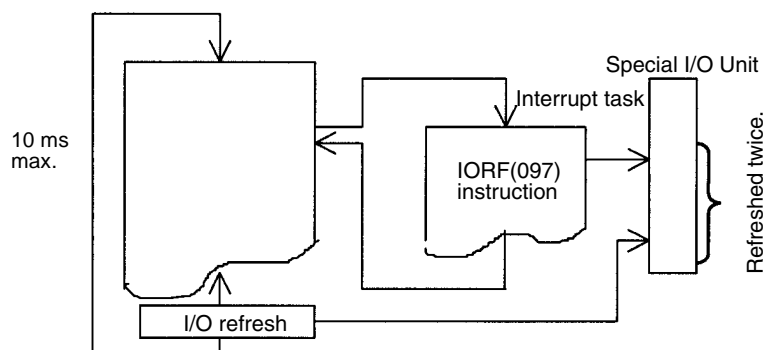 Special I/O Unit
Interrupt task
10 ms
max.
IORF(097)
instruction
Refreshed twice.
I/O refresh